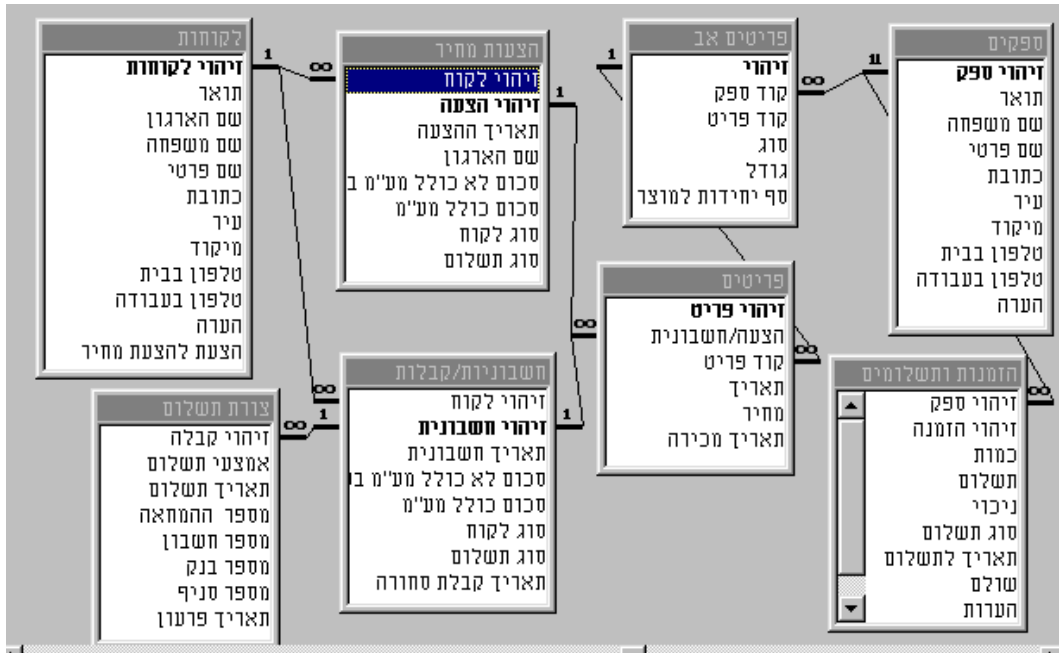 לקוחות
זיהוי לקוחות
תואר
שם הארגון
שם משפחה
שם פרטי
כתובת
עיר
מיקוד
טלפון בבית
טלפון בעבודה
הערה
הצעת להצעת מחיר
1
∞
הצעות מחיר
זיהוי לקוח
זיהוי הצעה
תאריך ההצעה
שם הארגון
סכום לא כולל מע"מ ב
סכום כולל מע"מ
סוג לקוח
סוג תשלום
1
פריטים אב
זיהוי
קוד ספק
קוד פריט
סוג
גודל
סף יחידות למוצר
1
∞
ספקים
זיהוי ספק
תואר
שם משפחה
שם פרטי
כתובת
עיר
מיקוד
טלפון בבית
טלפון בעבודה
הערה
פריטים
זיהוי פריט
הצעה/חשבונית
קוד פריט
תאריך
מחיר
תאריך מכירה
∞
∞
חשבוניות/קבלות
זיהוי לקוח
זיהוי חשבונית
תאריך חשבונית
סכום לא כולל מע"מ בנ
סכום כולל מע"מ
סוג לקוח
סוג תשלום
תאריך קבלת סחורה
∞
1
צורת תשלום
זיהוי קבלה
אמצעי תשלום
תאריך תשלום
מספר ההמחאה
מספר חשבון
מספר בנק
מספר סניף
תאריך פרעון
∞
1
הזמנות ותשלומים
זיהוי ספק
זיהוי הזמנה
כמות
תשלום
ניכוי
סוג תשלום
תאריך לתשלום
שולם
הערות
∞